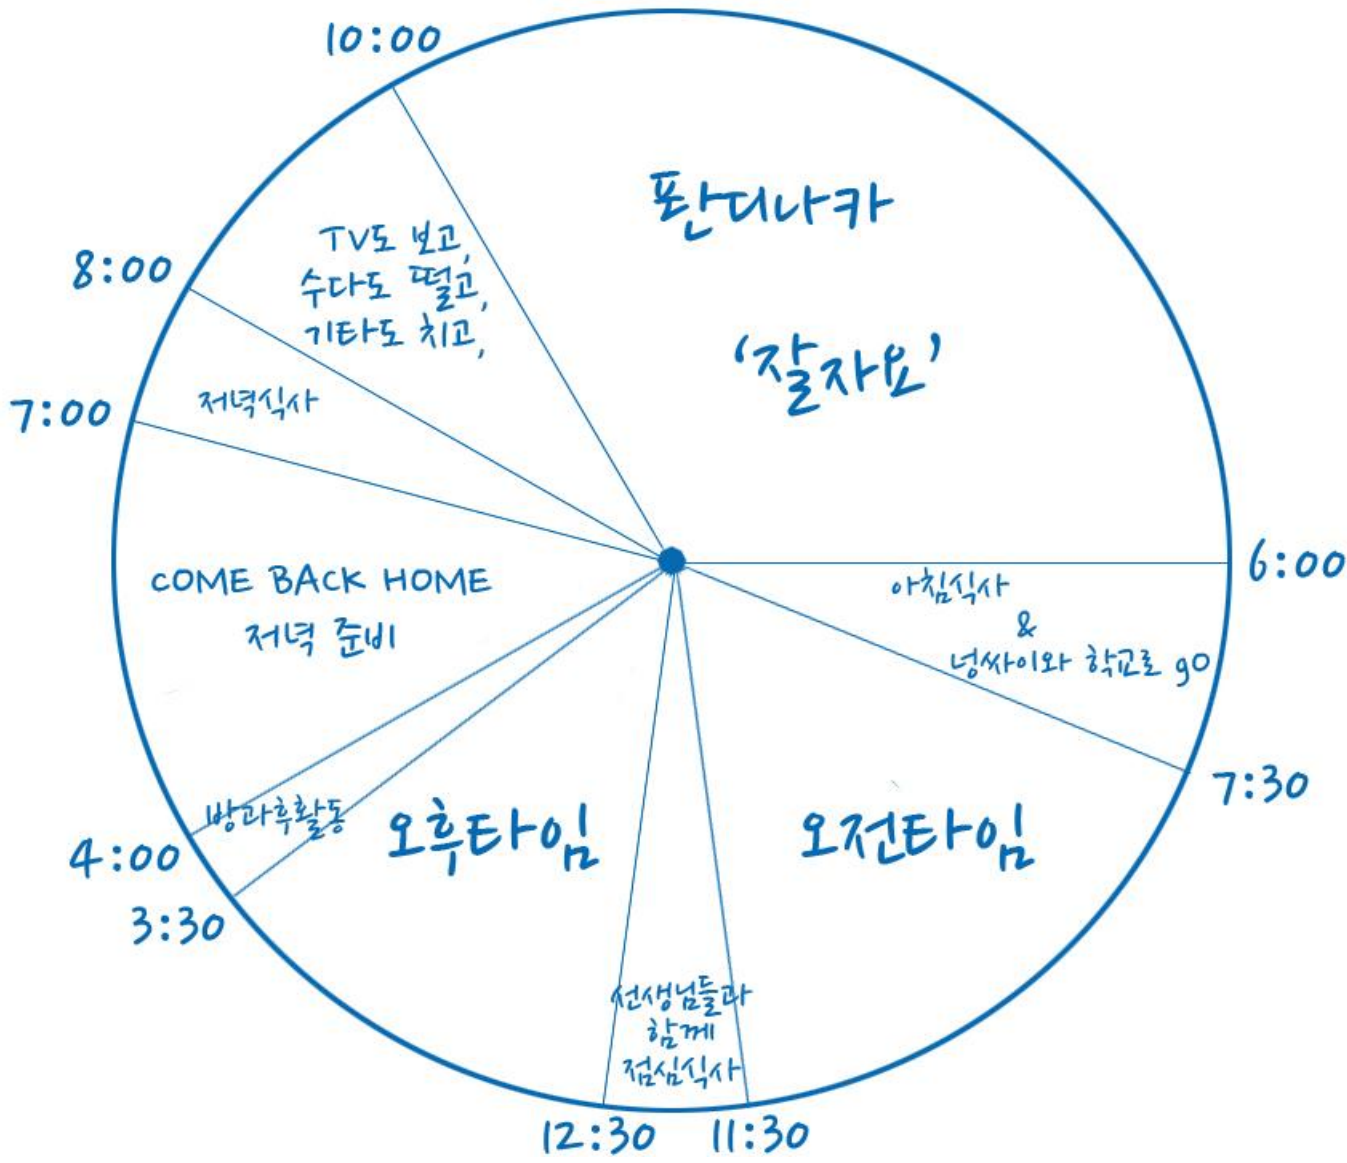 10:00
판디나카
'잘자요'
TV도 보고,
수다도 떨고,
기타도 치고,
8:00
저녁식사
7:00
COME BACK HOME
저녁 준비
6:00
아침식사
&
넝싸이와 학교로 go
7:30
오전타임
오후타임
방과후활동
4:00
3:30
선생님들과
함께
점심식사
12:30
11:30